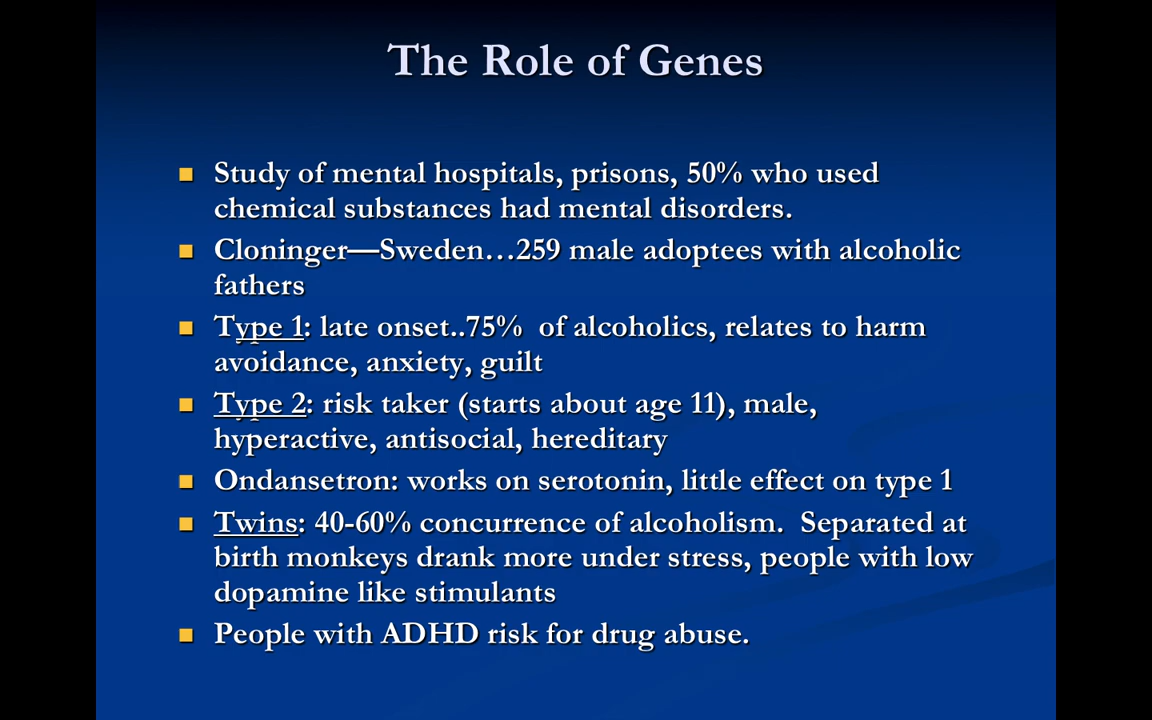 The Role of Genes
Study of mental hospitals, prisons, 50% who used
chemical substances had mental disorders.
Cloninger—Sweden…259 male adoptees with alcoholic
fathers
Type 1: late onset..75%  of alcoholics, relates to harm
avoidance, anxiety, guilt
Type 2: risk taker (starts about age 11), male,
hyperactive, antisocial, hereditary
Ondansetron: works on serotonin, little effect on type 1
Twins: 40-60% concurrence of alcoholism.  Separated at
birth monkeys drank more under stress, people with low
dopamine like stimulants
People with ADHD risk for drug abuse.